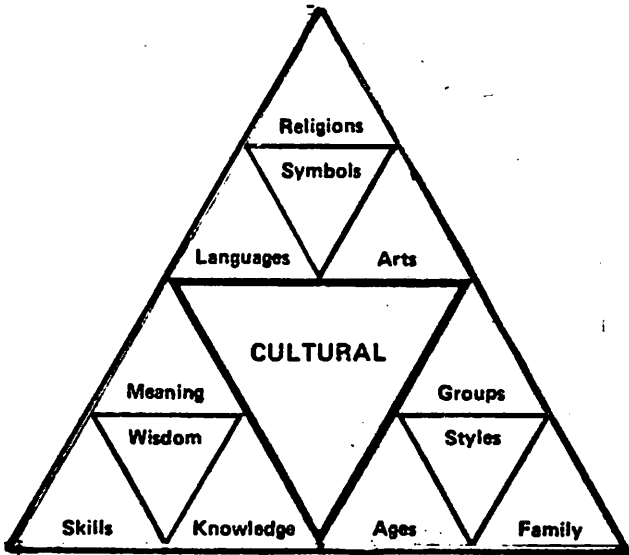 Religions
Symbols
Languages Arts
CULTURAL
Meaning Groups
Wisdom Styles
Skills Knowledge Ages Family